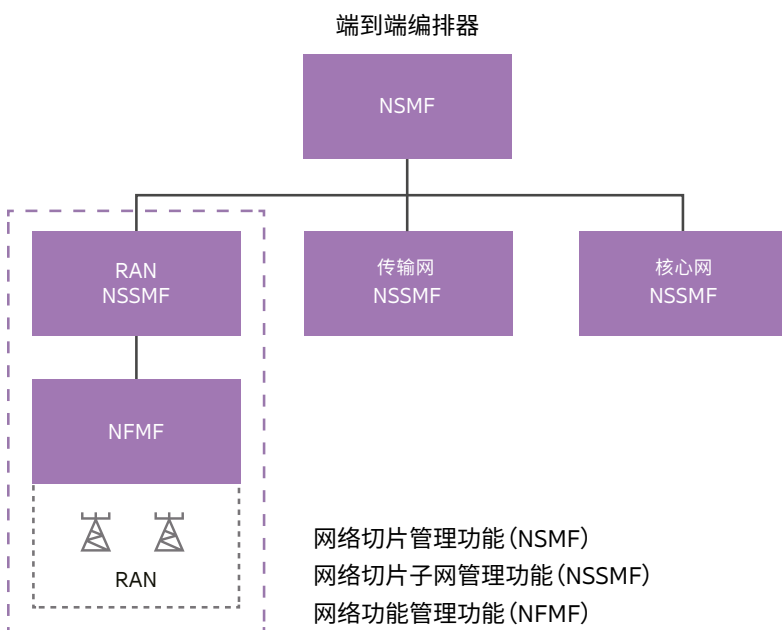 端到端编排器
NSMF
RAN
NSSMF
传输网
NSSMF
核心网
NSSMF
NFMF
RAN
网络切片管理功能（NSMF）
网络切片子网管理功能（NSSMF）
网络功能管理功能（NFMF）